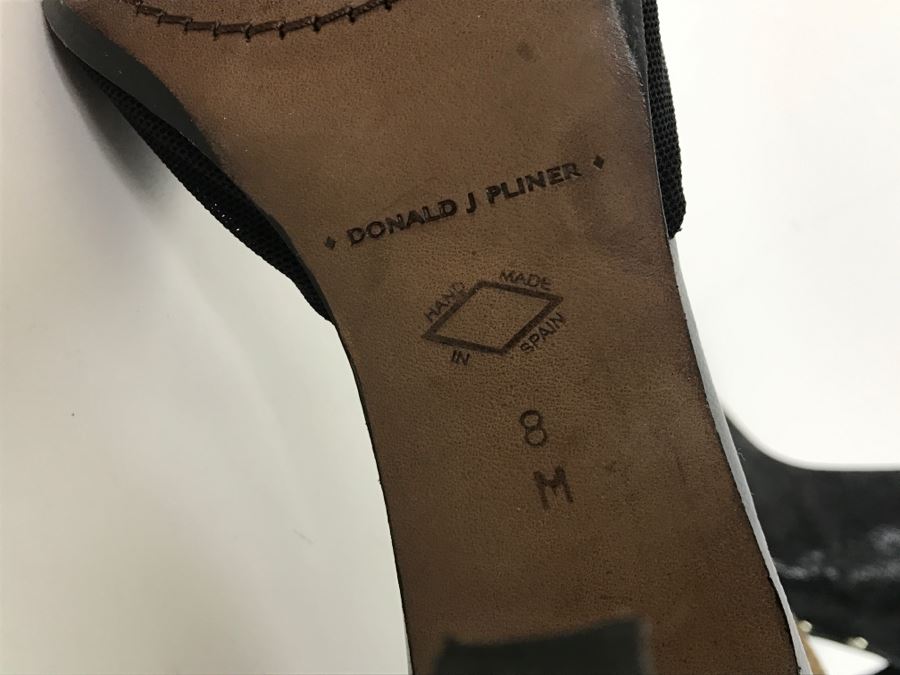 ♦ DONALD J PLINER ♦
HAND MADE
IN SPAIN
8
M